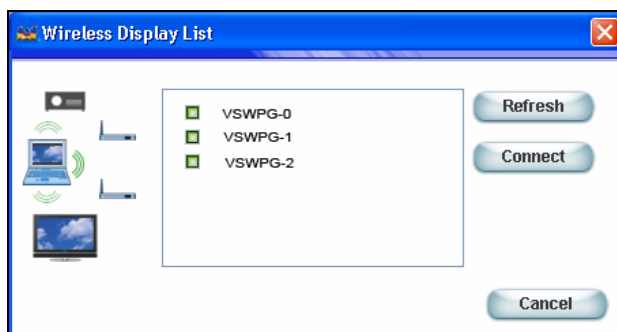 Wireless Display List
VSWPG-0
VSWPG-1
VSWPG-2
Refresh
Connect
Cancel